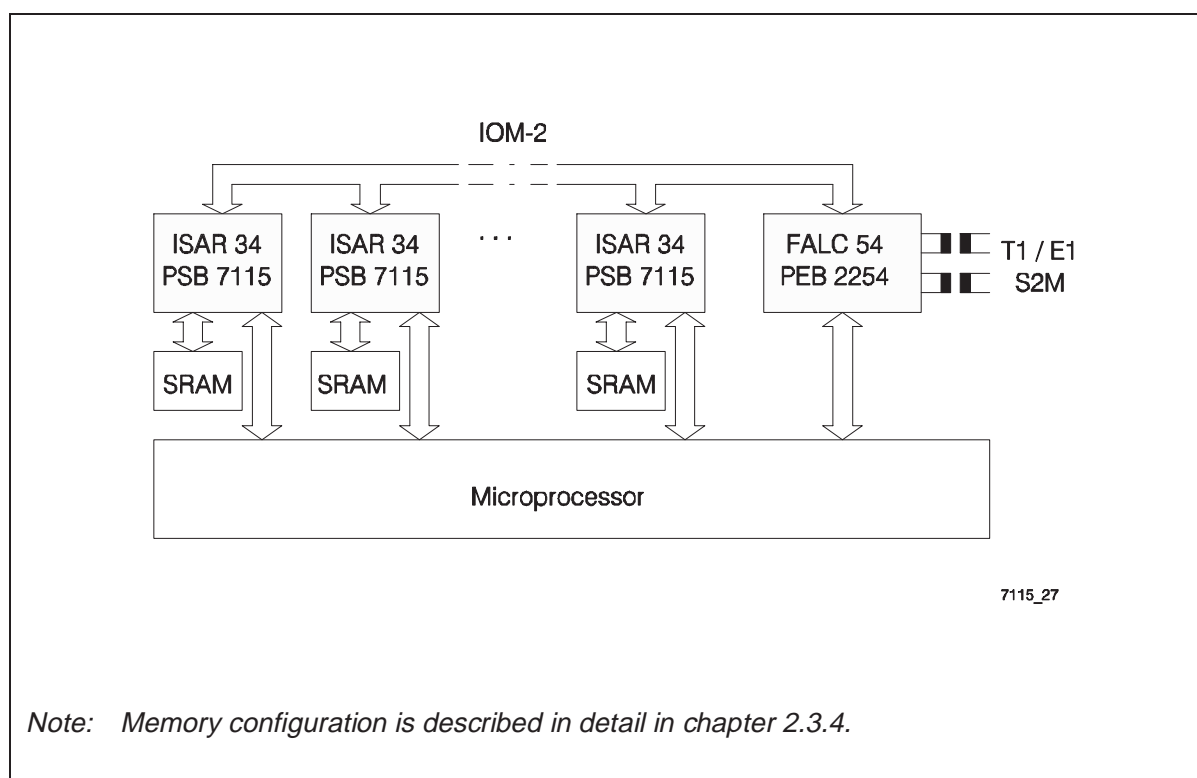 IOM-2
ISAR 34
PSB 7115
ISAR 34
PSB 7115
. . .
ISAR 34
PSB 7115
FALC 54
PEB 2254
T1 / E1
S2M
SRAM
SRAM
SRAM
Microprocessor
7115_27
Note: Memory configuration is described in detail in chapter 2.3.4.